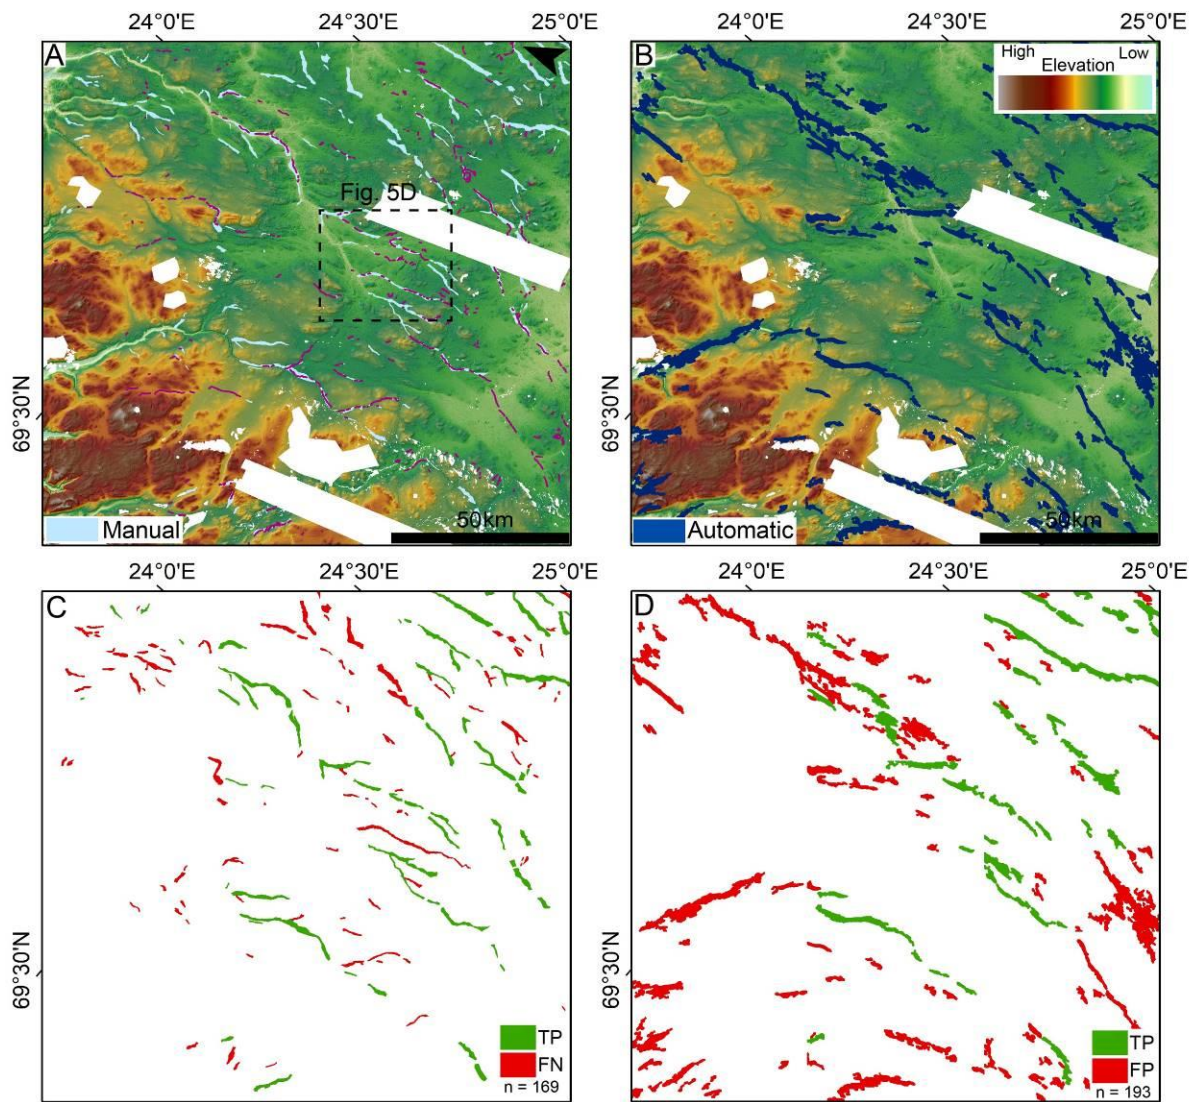 24°0'E 24°30'E 25°0'E
24°0'E 24°30'E 25°0'E
A
B
High Low
Elevation
Fig. 5D
69°30'N
69°30'N
Manual
50km
Automatic
50km
24°0'E 24°30'E 25°0'E
24°0'E 24°30'E 25°0'E
C
D
69°30'N
69°30'N
TP
FN
n = 169
TP
FP
n = 193